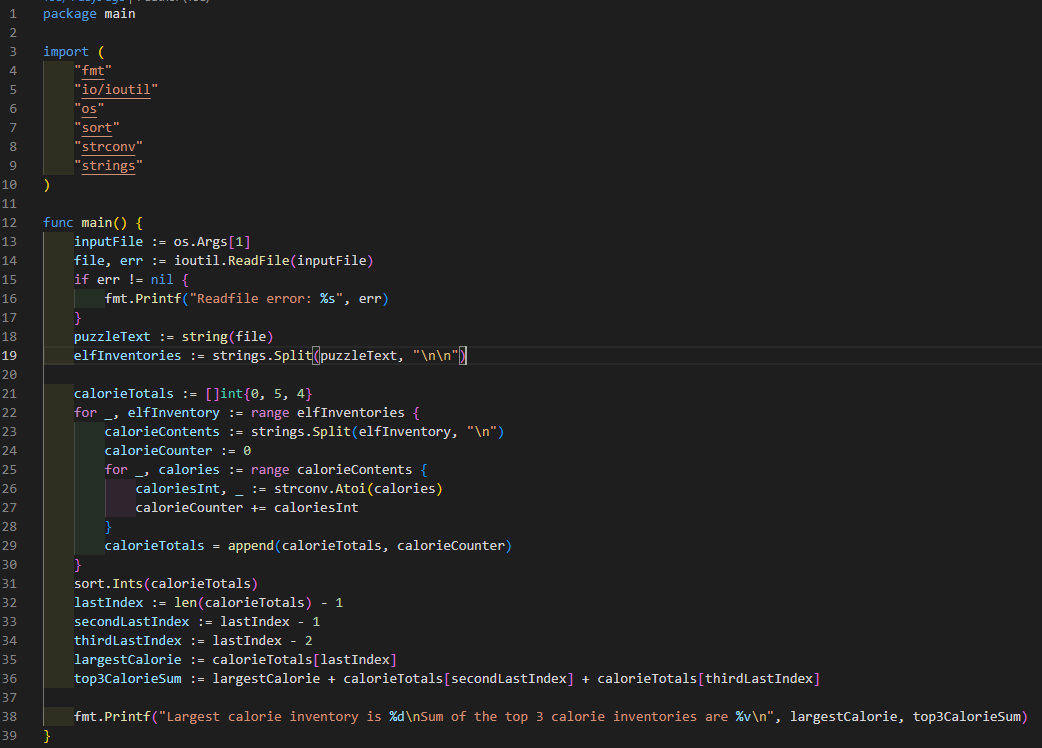 1 package main
2
3 import (
4     "fmt"
5     "io/ioutil"
6     "os"
7     "sort"
8     "strconv"
9     "strings"
10 )
11
12 func main() {
13     inputFile := os.Args[1]
14     file, err := ioutil.ReadFile(inputFile)
15     if err != nil {
16         fmt.Printf("Readfile error: %s", err)
17     }
18     puzzleText := string(file)
19     elfInventories := strings.Split(puzzleText, "\n\n")
20
21     calorieTotals := []int{0, 5, 4}
22     for _, elfInventory := range elfInventories {
23         calorieContents := strings.Split(elfInventory, "\n")
24         calorieCounter := 0
25         for _, calories := range calorieContents {
26             caloriesInt, _ := strconv.Atoi(calories)
27             calorieCounter += caloriesInt
28         }
29         calorieTotals = append(calorieTotals, calorieCounter)
30     }
31     sort.Ints(calorieTotals)
32     lastIndex := len(calorieTotals) - 1
33     secondLastIndex := lastIndex - 1
34     thirdLastIndex := lastIndex - 2
35     largestCalorie := calorieTotals[lastIndex]
36     top3CalorieSum := largestCalorie + calorieTotals[secondLastIndex] + calorieTotals[thirdLastIndex]
37
38     fmt.Printf("Largest calorie inventory is %d\nSum of the top 3 calorie inventories are %v\n", largestCalorie, top3CalorieSum)
39 }